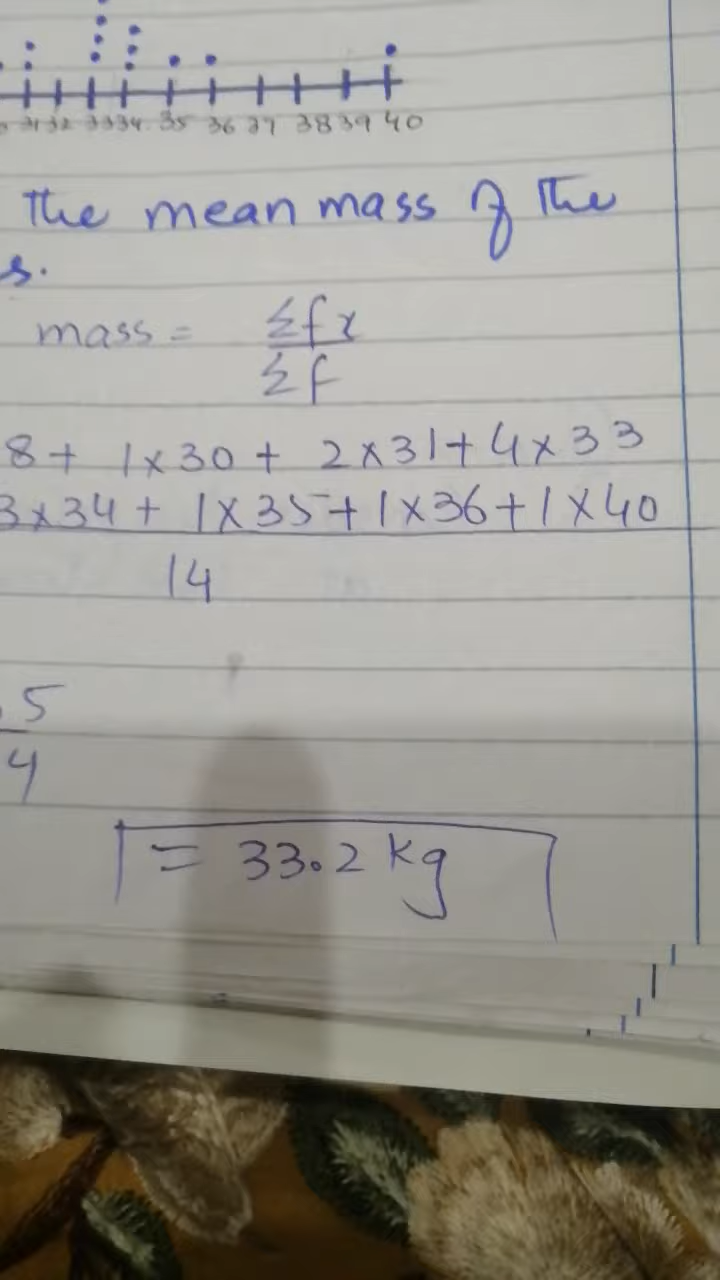 31 32 33 34 35 36 37 38 39 40
the mean mass of the
s.
mass = Σfx
Σf
8 + 1x30 + 2x31 + 4x33
3x34 + 1x35 + 1x36 + 1x40
14
5
4
= 33.2 kg